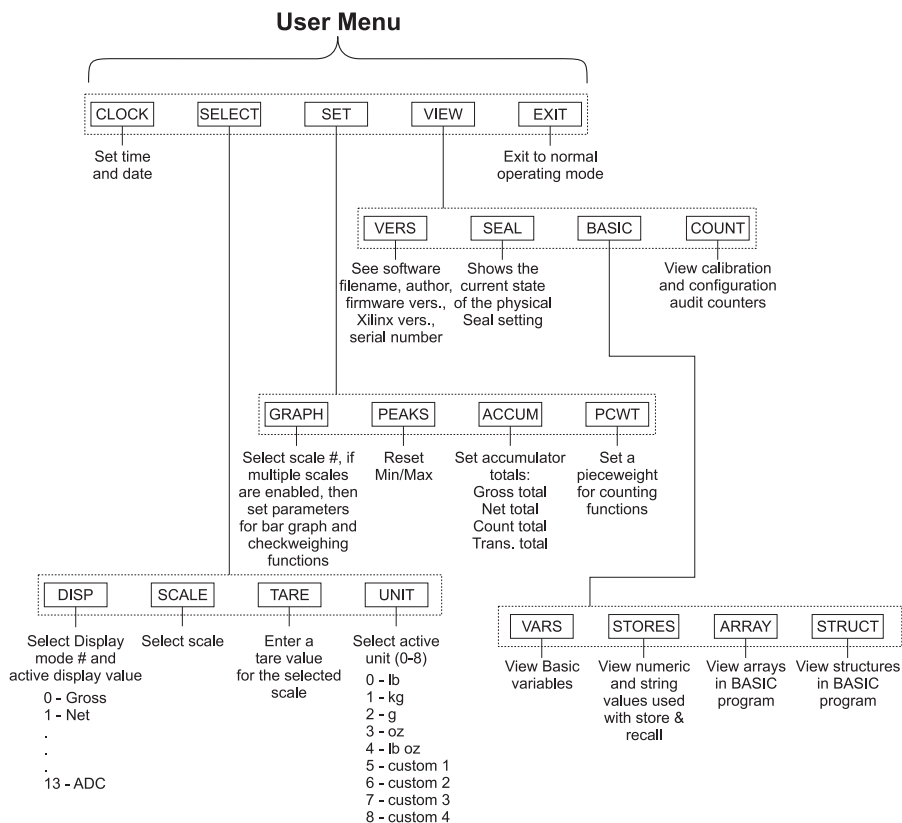 User Menu
CLOCK SELECT SET VIEW EXIT
Set time
and date
Exit to normal
operating mode
VERS SEAL BASIC COUNT
See software
filename, author,
firmware vers.,
Xilinx vers.,
serial number
Shows the
current state
of the physical
Seal setting
View calibration
and configuration
audit counters
GRAPH PEAKS ACCUM PCWT
Select scale #, if
multiple scales
are enabled, then
set parameters
for bar graph and
checkweighing
functions
Reset
Min/Max
Set accumulator
totals:
Gross total
Net total
Count total
Trans. total
Set a
pieceweight
for counting
functions
DISP SCALE TARE UNIT
Select Display
mode # and
active display value
0 - Gross
1 - Net
.
.
.
13 - ADC
Select scale
Enter a
tare value
for the selected
scale
Select active
unit (0-8)
0 - lb
1 - kg
2 - g
3 - oz
4 - lb oz
5 - custom 1
6 - custom 2
7 - custom 3
8 - custom 4
VARS STORES ARRAY STRUCT
View Basic
variables
View numeric
and string
values used
with store &
recall
View arrays
in BASIC
program
View structures
in BASIC
program